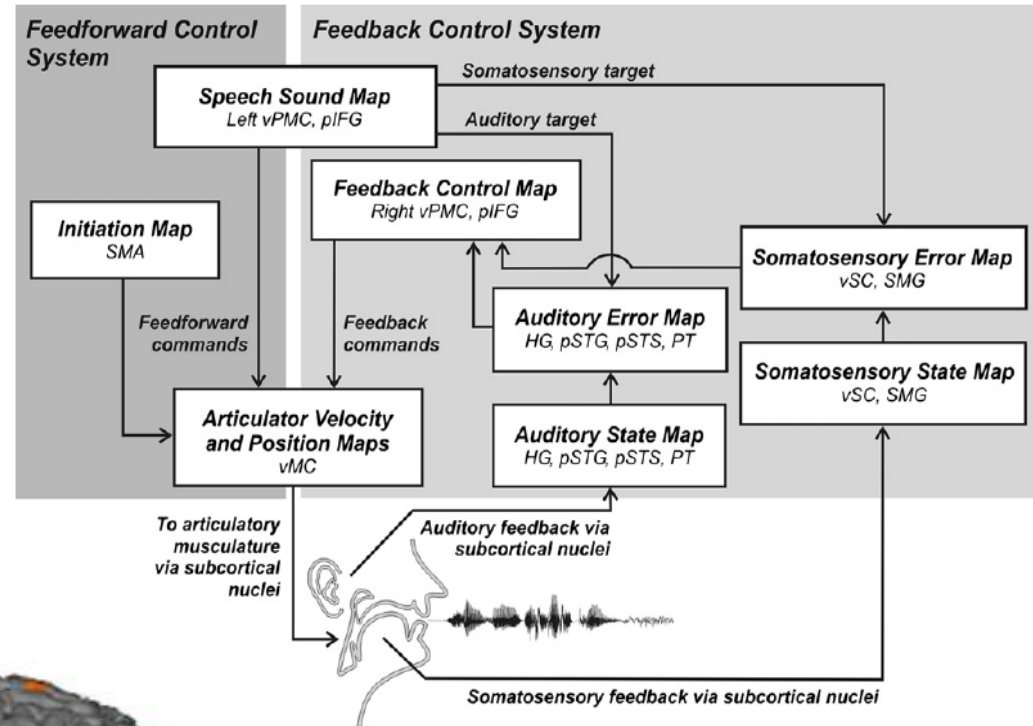 Feedforward Control
System
Feedback Control System
Somatosensory target
Speech Sound Map
Left vPMC, pIFG
Auditory target
Feedback Control Map
Right vPMC, pIFG
Initiation Map
SMA
Somatosensory Error Map
vSC, SMG
Feedforward
commands
Feedback
commands
Auditory Error Map
HG, pSTG, pSTS, PT
Somatosensory State Map
vSC, SMG
Articulator Velocity
and Position Maps
vMC
Auditory State Map
HG, pSTG, pSTS, PT
To articulatory
musculature
via subcortical
nuclei
Auditory feedback via
subcortical nuclei
Somatosensory feedback via subcortical nuclei